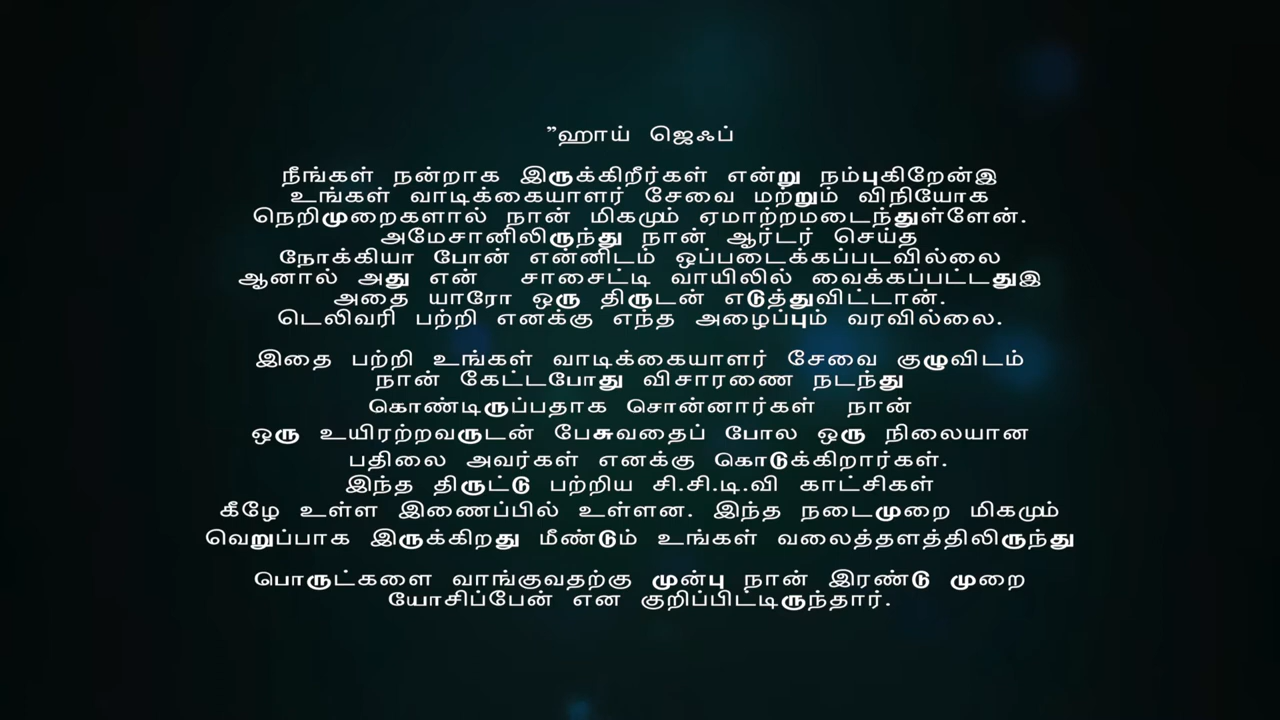 ”ஹாய் ஜெஃப்
நீங்கள் நன்றாக இருக்கிறீர்கள் என்று நம்புகிறேன்இ
உங்கள் வாடிக்கையாளர் சேவை மற்றும் விநியோக
நெறிமுறைகளால் நான் மிகமும் ஏமாற்றமடைந்துள்ளேன்.
அமேசானிலிருந்து நான் ஆர்டர் செய்த
நோக்கியா போன் என்னிடம் ஒப்படைக்கப்படவில்லை
ஆனால் அது என் சாசைட்டி வாயிலில் வைக்கப்பட்டதுஇ
அதை யாரோ ஒரு திருடன் எடுத்துவிட்டான்.
டெலிவரி பற்றி எனக்கு எந்த அழைப்பும் வரவில்லை.
இதை பற்றி உங்கள் வாடிக்கையாளர் சேவை குழுவிடம்
நான் கேட்டபோது விசாரணை நடந்து
கொண்டிருப்பதாக சொன்னார்கள் நான்
ஒரு உயிரற்றவருடன் பேசுவதைப் போல ஒரு நிலையான
பதிலை அவர்கள் எனக்கு கொடுக்கிறார்கள்.
இந்த திருட்டு பற்றிய சி.சி.டி.வி காட்சிகள்
கீழே உள்ள இணைப்பில் உள்ளன. இந்த நடைமுறை மிகமும்
வெறுப்பாக இருக்கிறது மீண்டும் உங்கள் வலைத்தளத்திலிருந்து
பொருட்களை வாங்குவதற்கு முன்பு நான் இரண்டு முறை
யோசிப்பேன் என குறிப்பிட்டிருந்தார்.